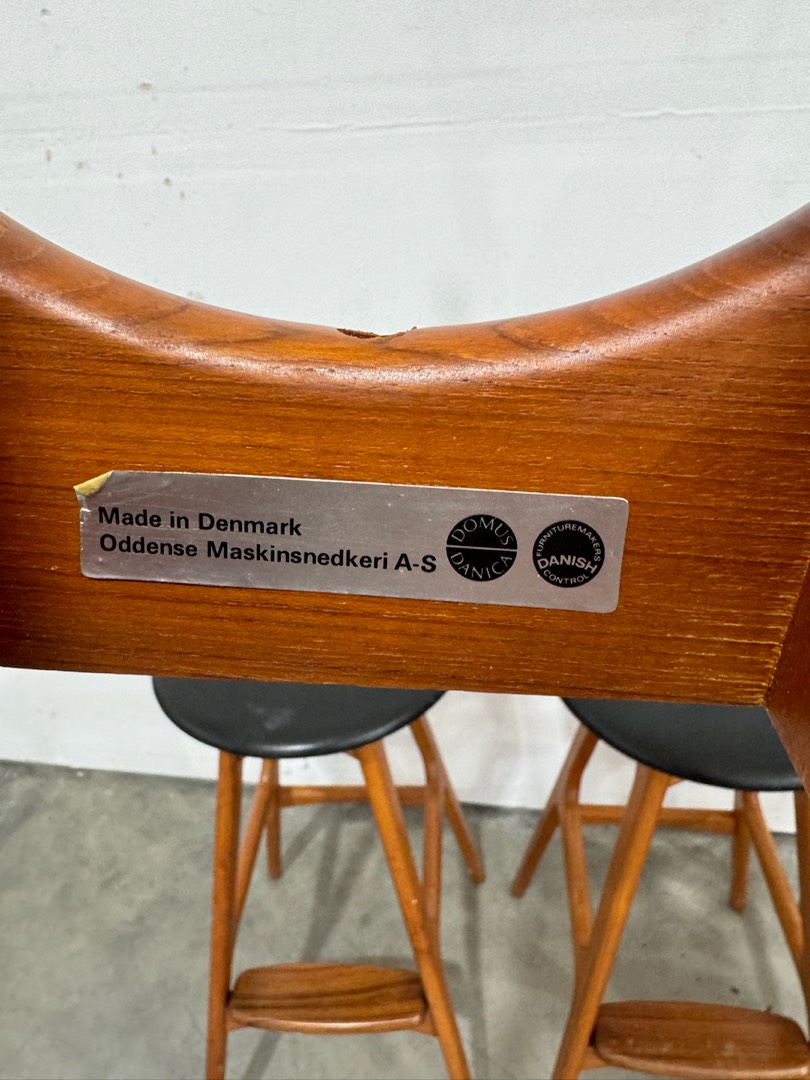 Made in Denmark
Oddense Maskinsnedkeri A-S
DOMUS
DANICA
FURNITUREMAKERS
DANISH
CONTROL